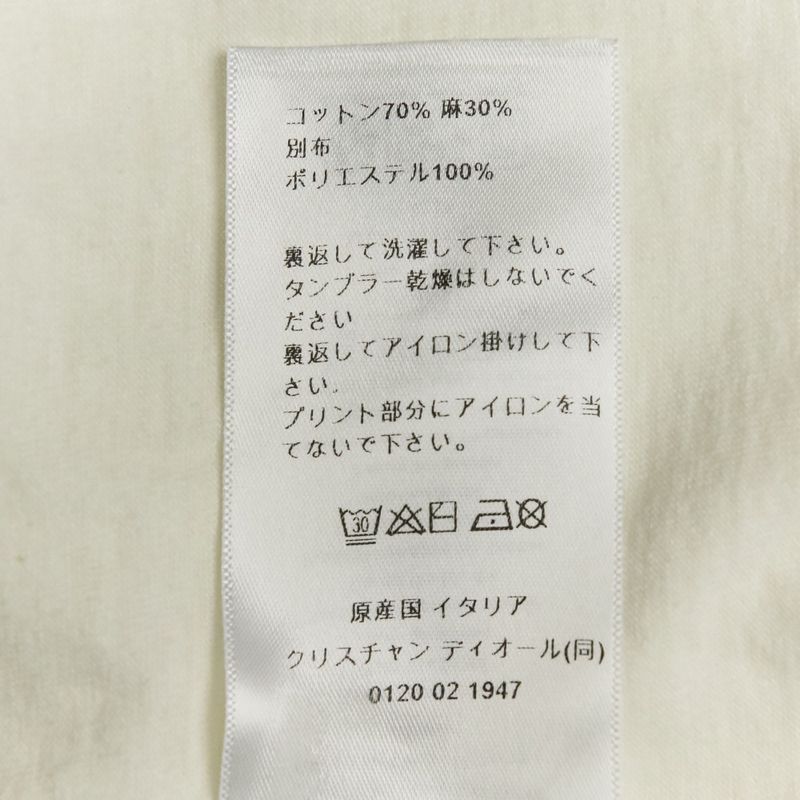 コットン70% 麻30%
別布
ポリエステル100%
裏返して洗濯して下さい。
タンブラー乾燥はしないでく
ださい
裏返してアイロン掛けして下
さい。
プリント部分にアイロンを当
てないで下さい。
30
原産国 イタリア
クリスチャン ディオール(同)
0120 02 1947